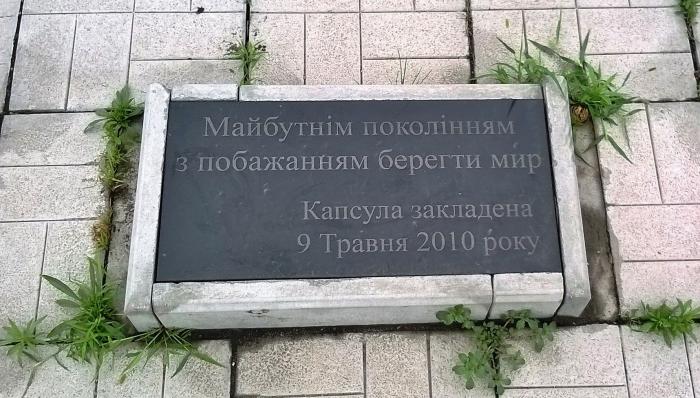 Майбутнім поколінням
з побажанням берегти мир
Капсула закладена
9 Травня 2010 року